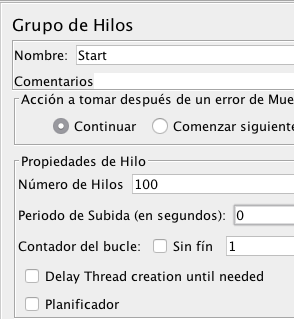 Grupo de Hilos
Nombre: Start
Comentarios
Acción a tomar después de un error de Mue
Continuar Comenzar siguiente
Propiedades de Hilo
Número de Hilos 100
Periodo de Subida (en segundos): 0
Contador del bucle: Sin fín 1
Delay Thread creation until needed
Planificador